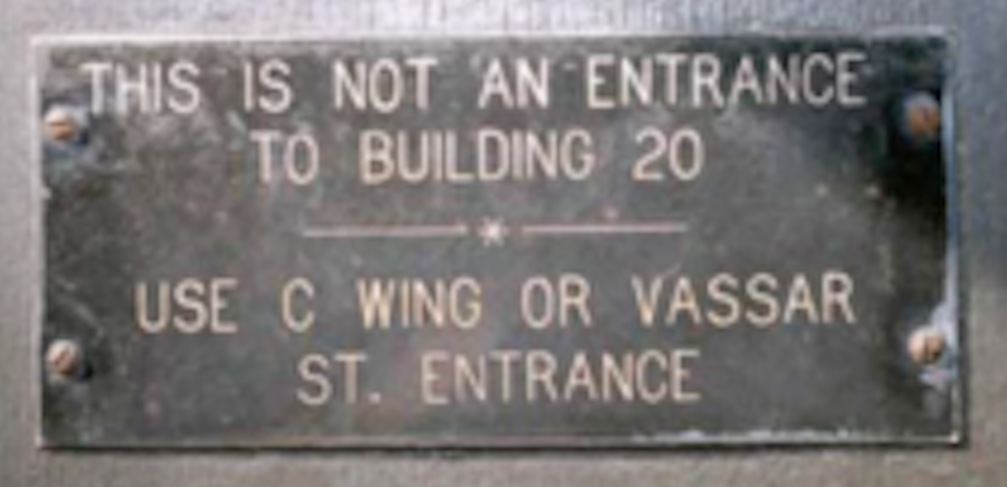 THIS IS NOT AN ENTRANCE
TO BUILDING 20
USE C WING OR VASSAR
ST. ENTRANCE